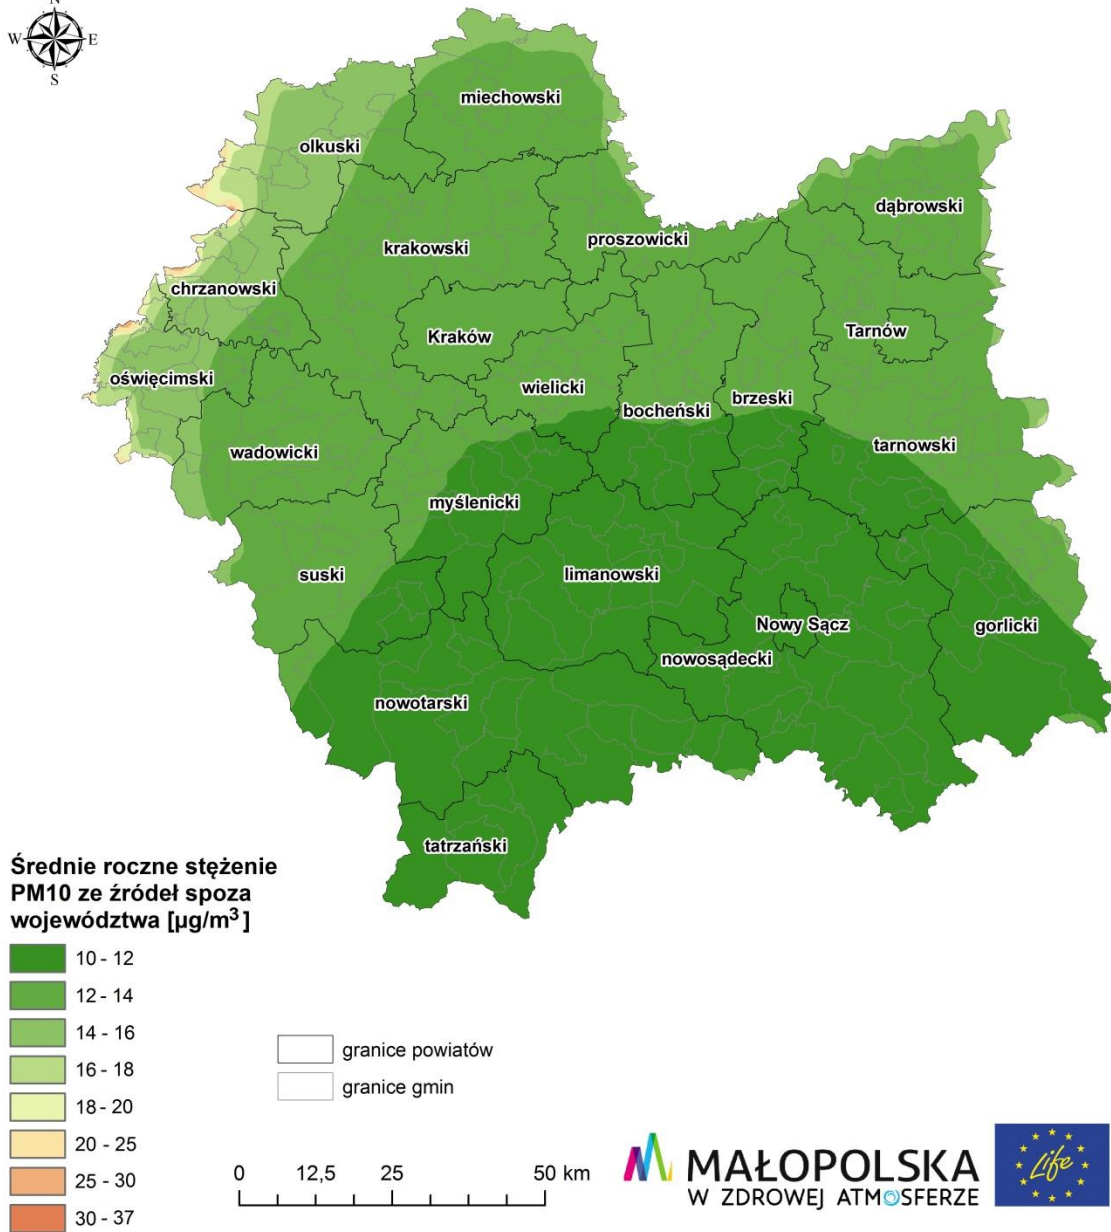 N
W E
S
miechowski
olkuski
dąbrowski
krakowski
proszowicki
chrzanowski
Kraków
Tarnów
oświęcimski
wielicki
brzeski
bocheński
wadowicki
tarnowski
myślenicki
suski
limanowski
Nowy Sącz
gorlicki
nowosądecki
nowotarski
tatrzański
Średnie roczne stężenie
PM10 ze źródeł spoza
województwa [µg/m³]
10 - 12
12 - 14
14 - 16
16 - 18
18 - 20
20 - 25
25 - 30
30 - 37
granice powiatów
granice gmin
0 12,5 25 50 km
MAŁOPOLSKA
W ZDROWEJ ATMOSFERZE
Life